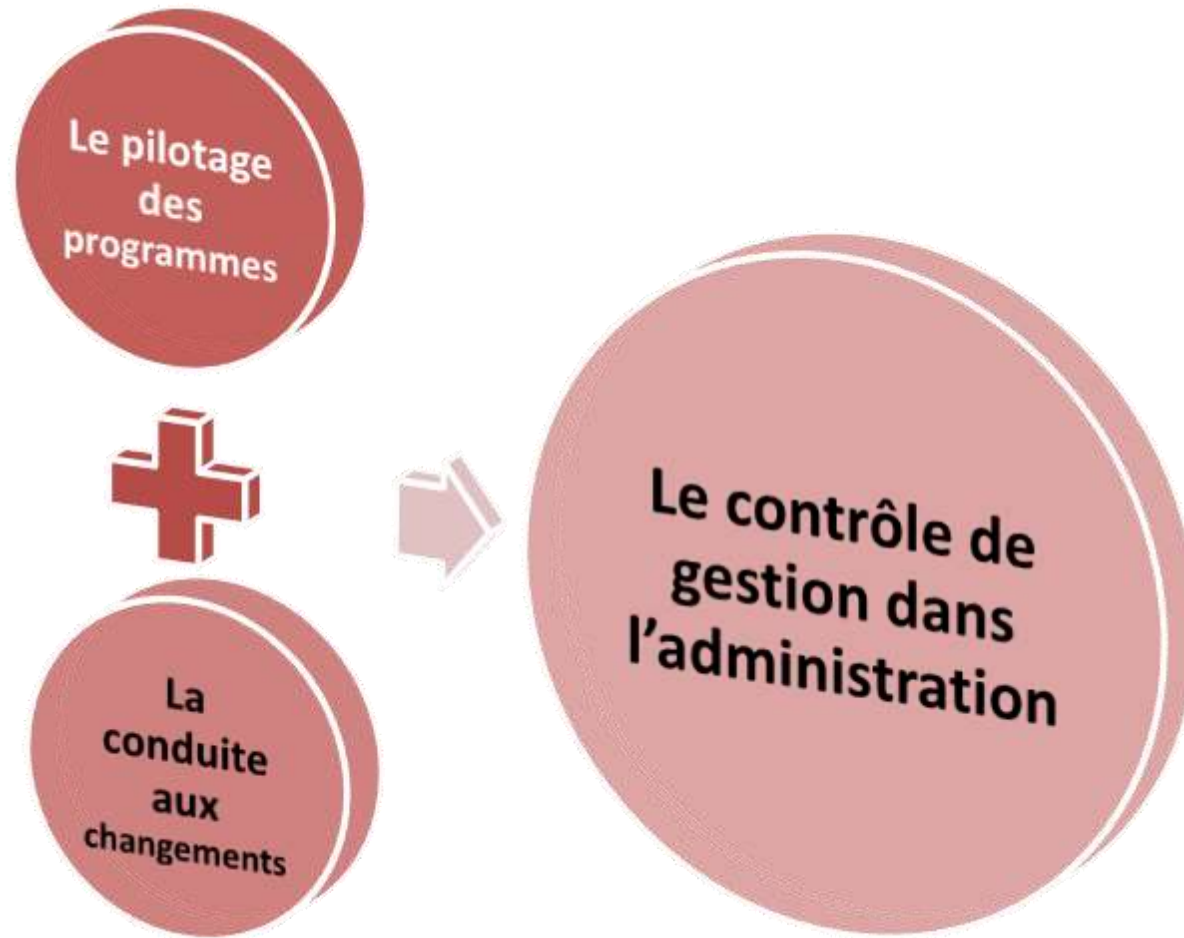 Le pilotage
des
programmes
La
conduite
aux
changements
Le contrôle de
gestion dans
l’administration